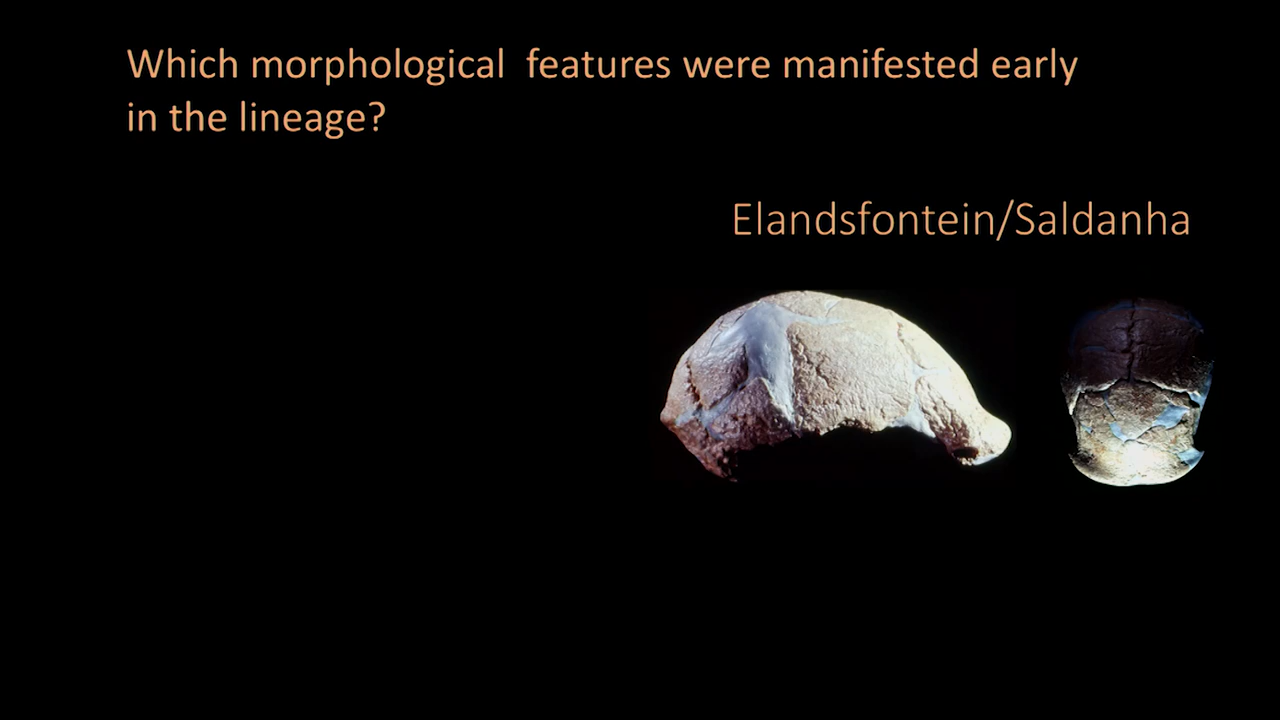 Which morphological  features were manifested early
in the lineage?
Elandsfontein/Saldanha